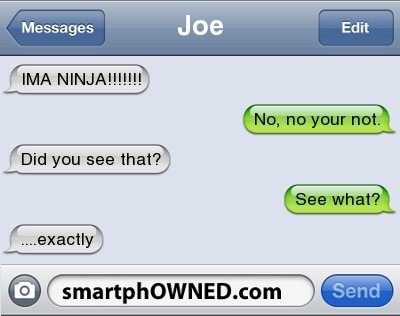 Messages
Joe
Edit
IMA NINJA!!!!!!!
No, no your not.
Did you see that?
See what?
....exactly
smartphOWNED.com
Send